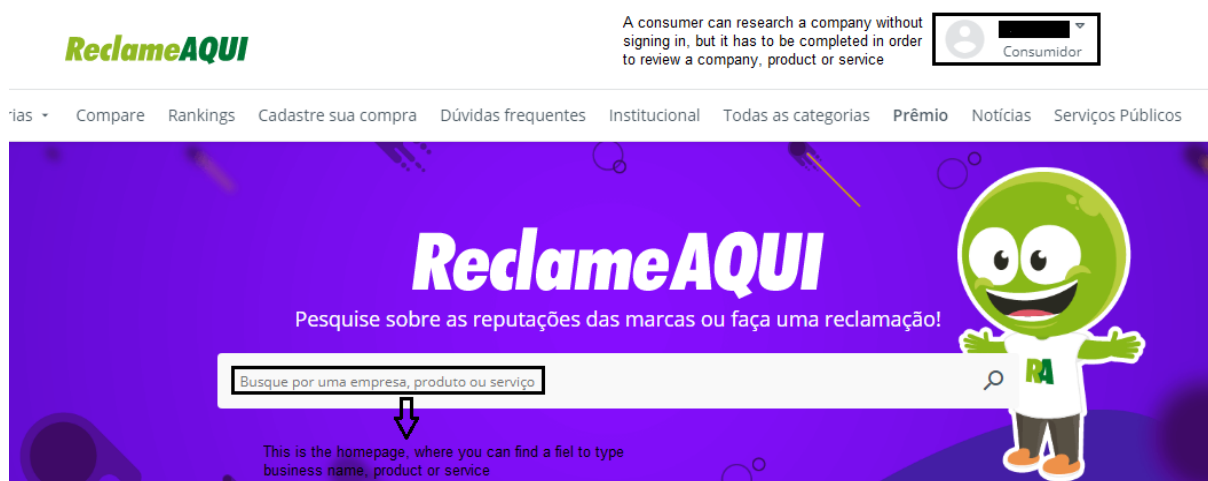 A consumer can research a company without
signing in, but it has to be completed in order
to review a company, product or service
ReclameAQUI
Consumidor
rias
Compare
Rankings
Cadastre sua compra
Dúvidas frequentes
Institucional
Todas as categorias
Prêmio
Notícias
Serviços Públicos
ReclameAQUI
Pesquise sobre as reputações das marcas ou faça uma reclamação!
Busque por uma empresa, produto ou serviço
RA
This is the homepage, where you can find a fiel to type
business name, product or service